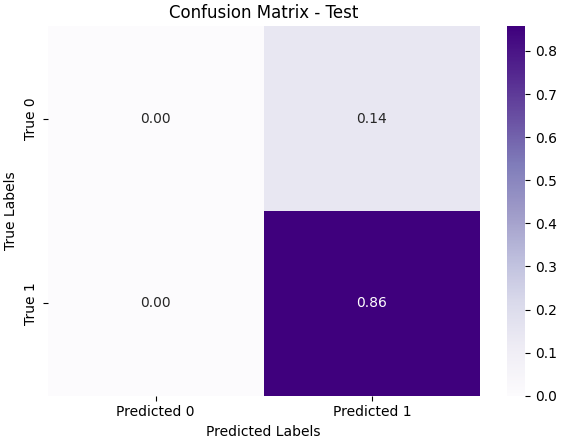 Confusion Matrix - Test
True Labels
True 0
0.00
0.14
True 1
0.00
0.86
Predicted 0
Predicted 1
Predicted Labels
0.8
0.7
0.6
0.5
0.4
0.3
0.2
0.1
0.0